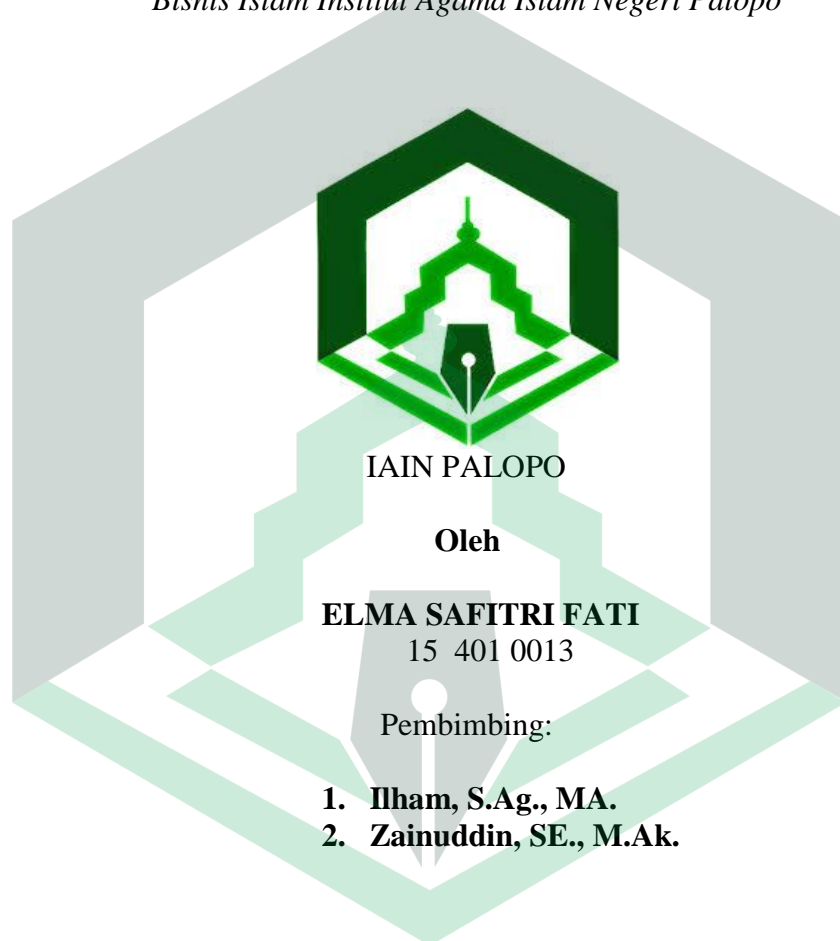 Bisnis Islam Institut Agama Islam Negeri Palopo
IAIN PALOPO
Oleh
ELMA SAFITRI FATI
15 401 0013
Pembimbing:
1. Ilham, S.Ag., MA.
2. Zainuddin, SE., M.Ak.